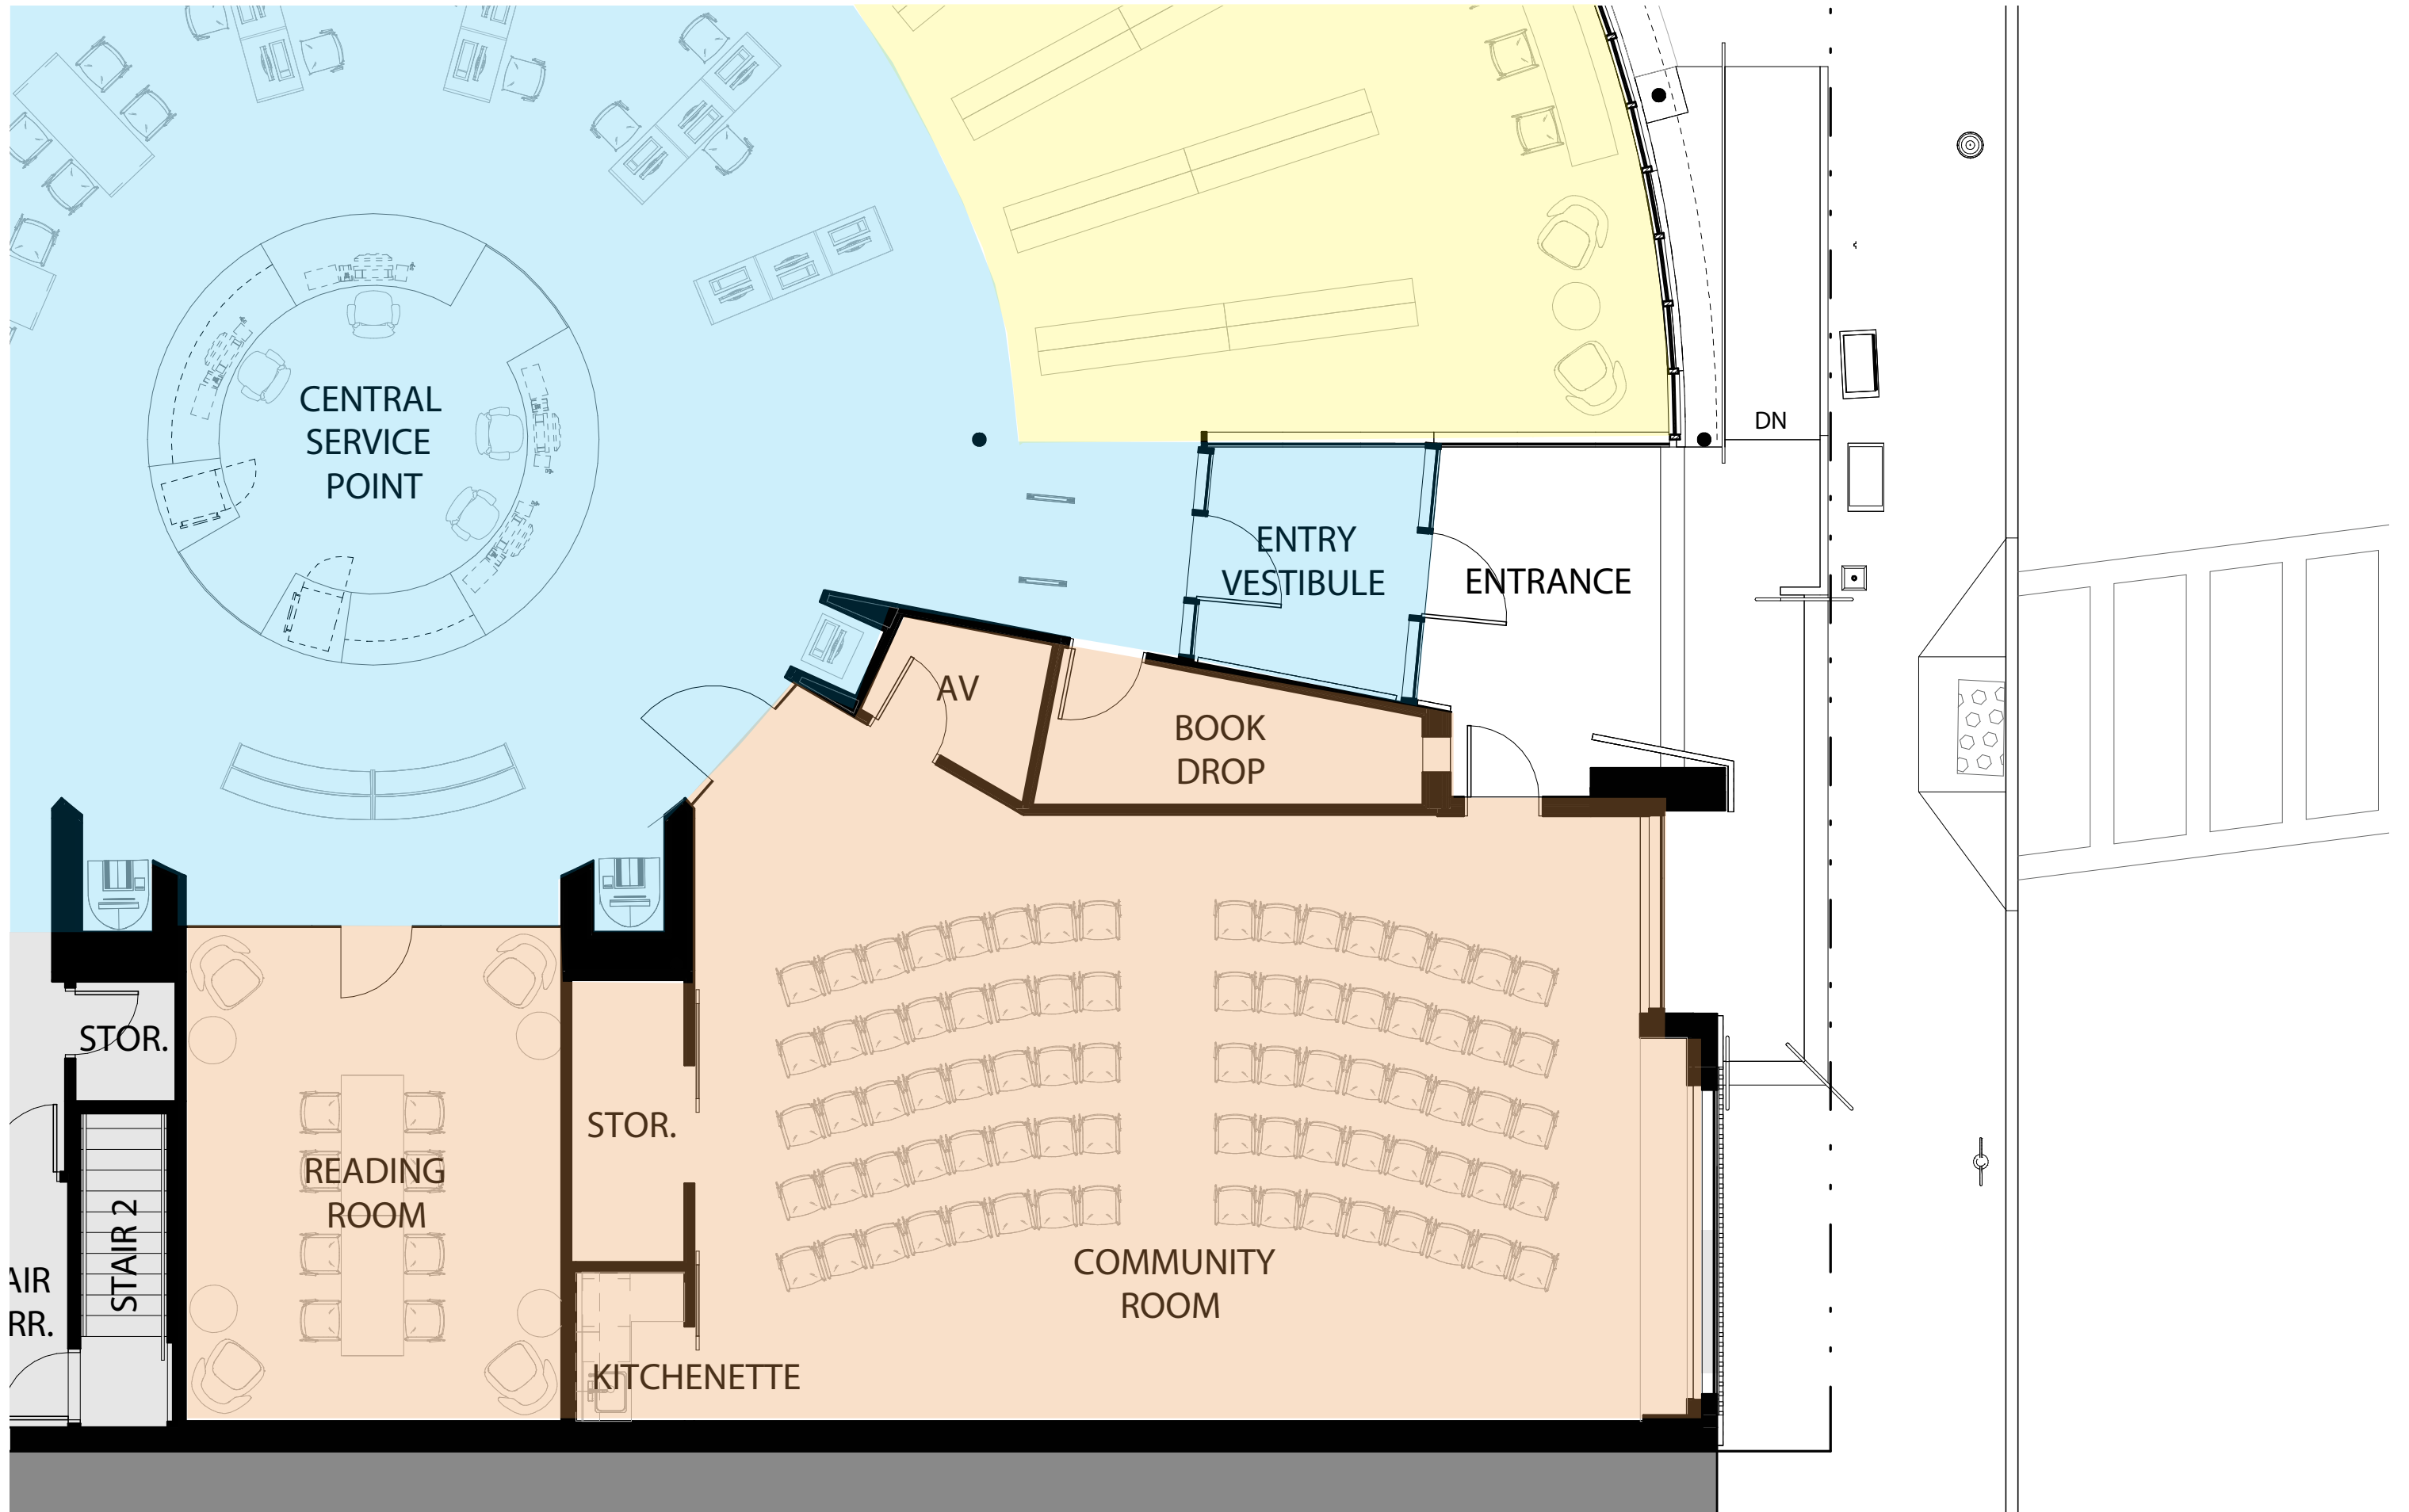 CENTRAL
SERVICE
POINT
DN
ENTRY
VESTIBULE
ENTRANCE
AV
BOOK
DROP
STOR.
STOR.
READING
ROOM
STAIR 2
AIR
RR.
COMMUNITY
ROOM
KITCHENETTE